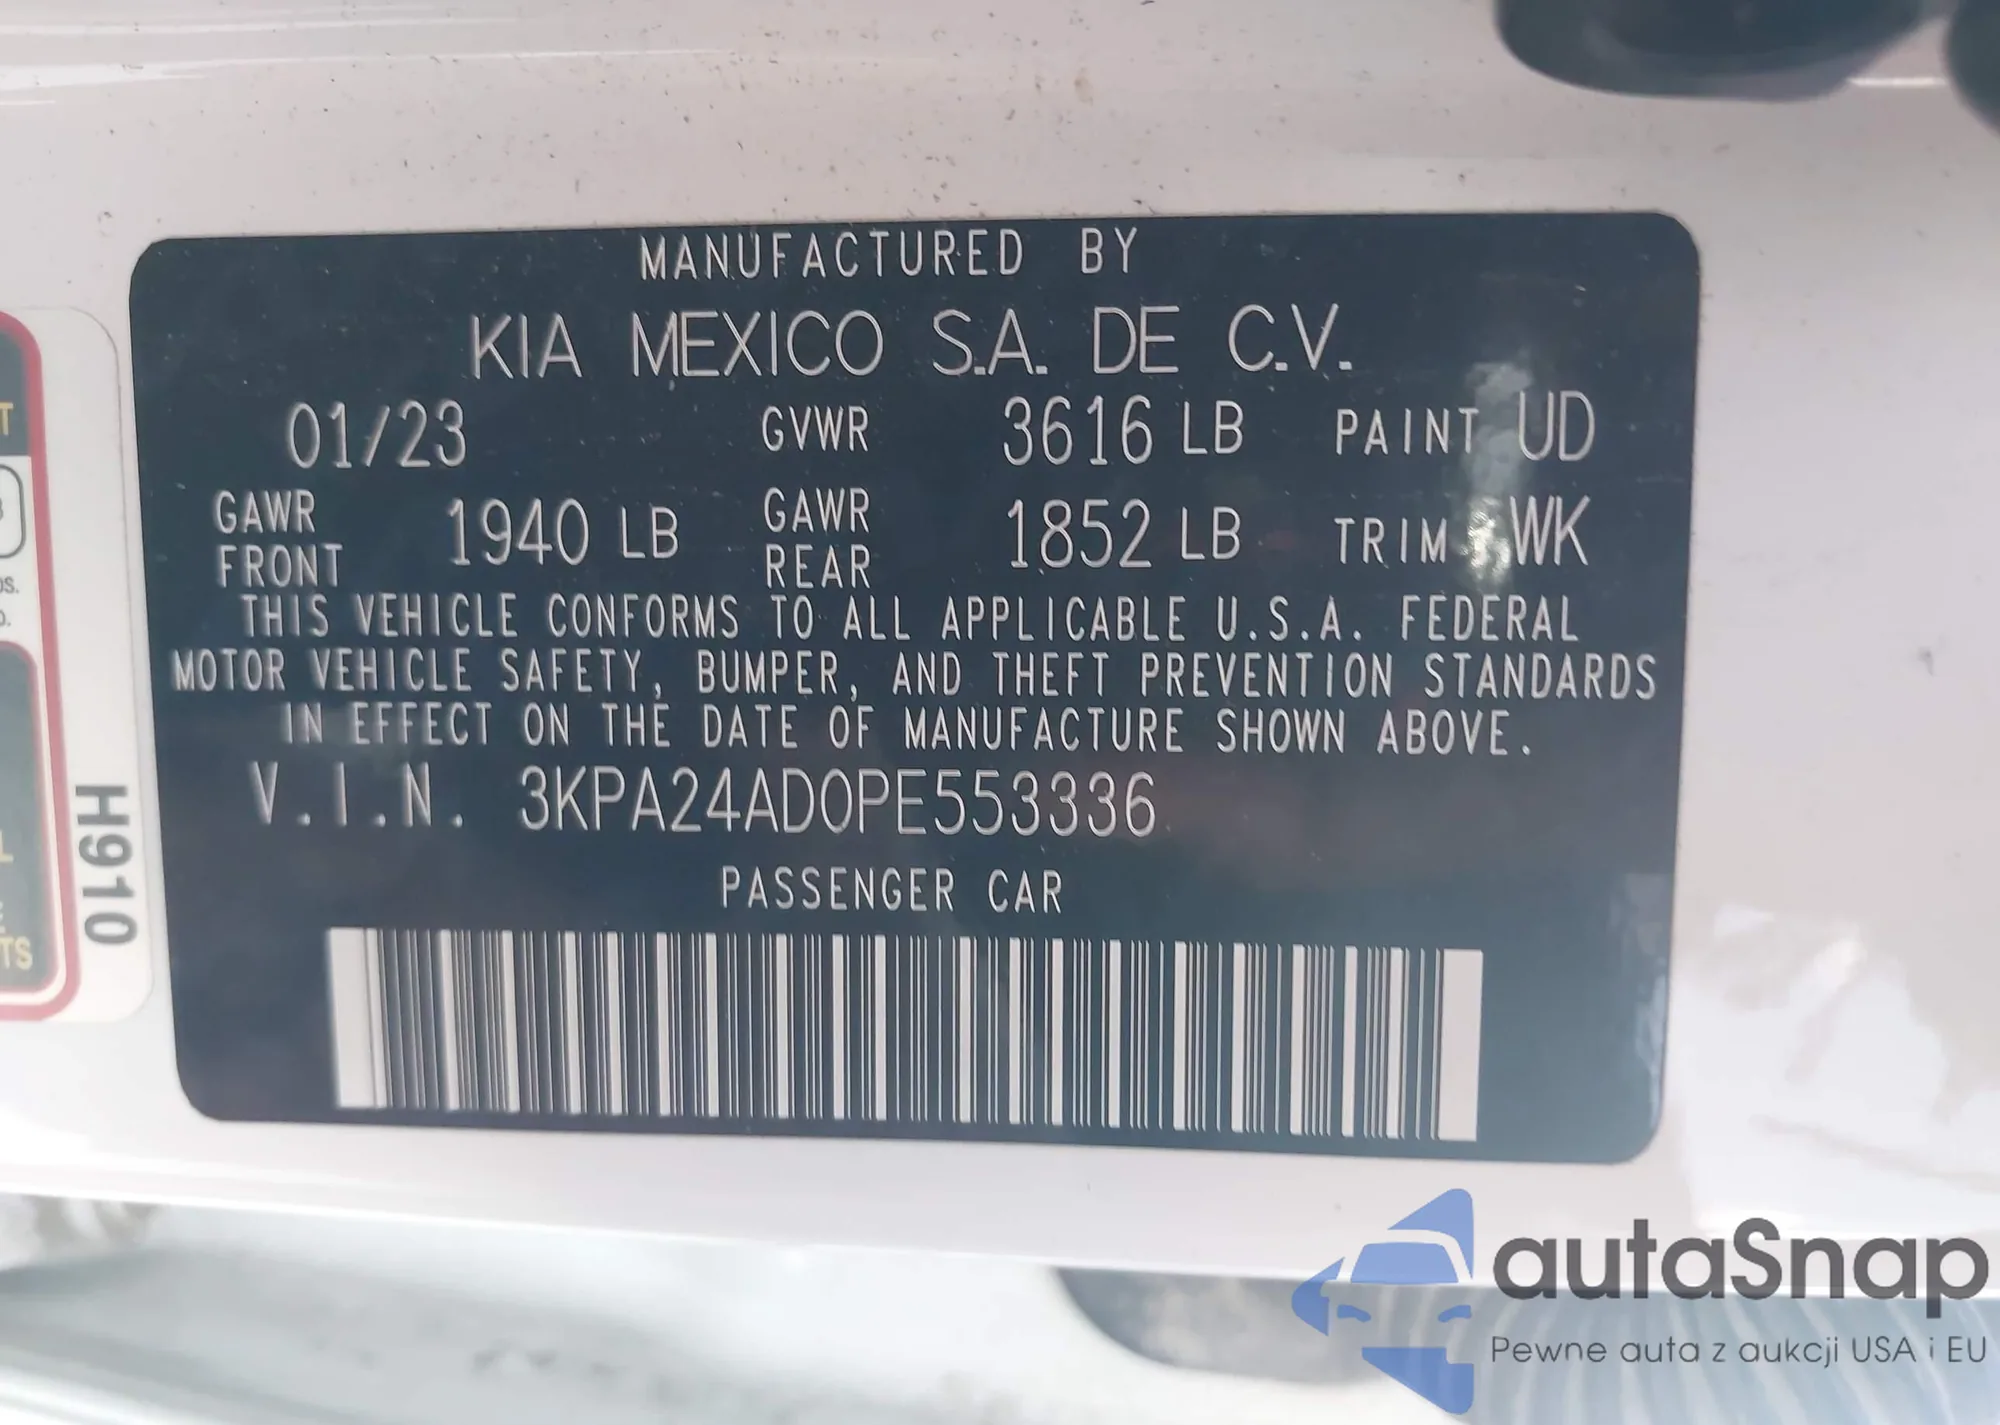 MANUFACTURED BY
KIA MEXICO S.A. DE C.V.
01/23 GVWR 3616 LB PAINT UD
GAWR FRONT 1940 LB GAWR REAR 1852 LB TRIM WK
THIS VEHICLE CONFORMS TO ALL APPLICABLE U.S.A. FEDERAL
MOTOR VEHICLE SAFETY, BUMPER, AND THEFT PREVENTION STANDARDS
IN EFFECT ON THE DATE OF MANUFACTURE SHOWN ABOVE.
V.I.N. 3KPA24AD0PE553336
PASSENGER CAR
H910
autaSnap
Pewne auta z aukcji USA i EU